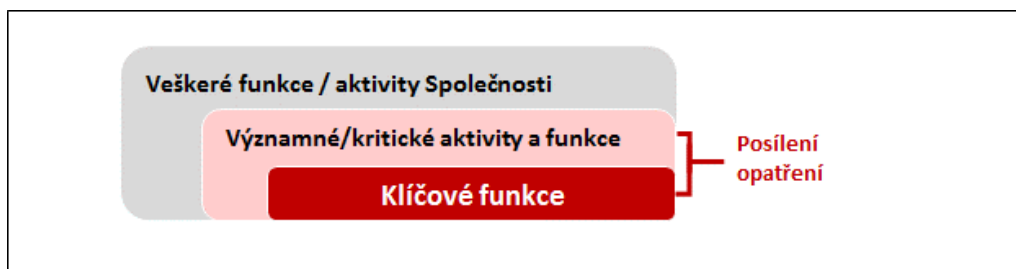 Veškeré funkce / aktivity Společnosti
Významné/kritické aktivity a funkce
Klíčové funkce
Posílení
opatření